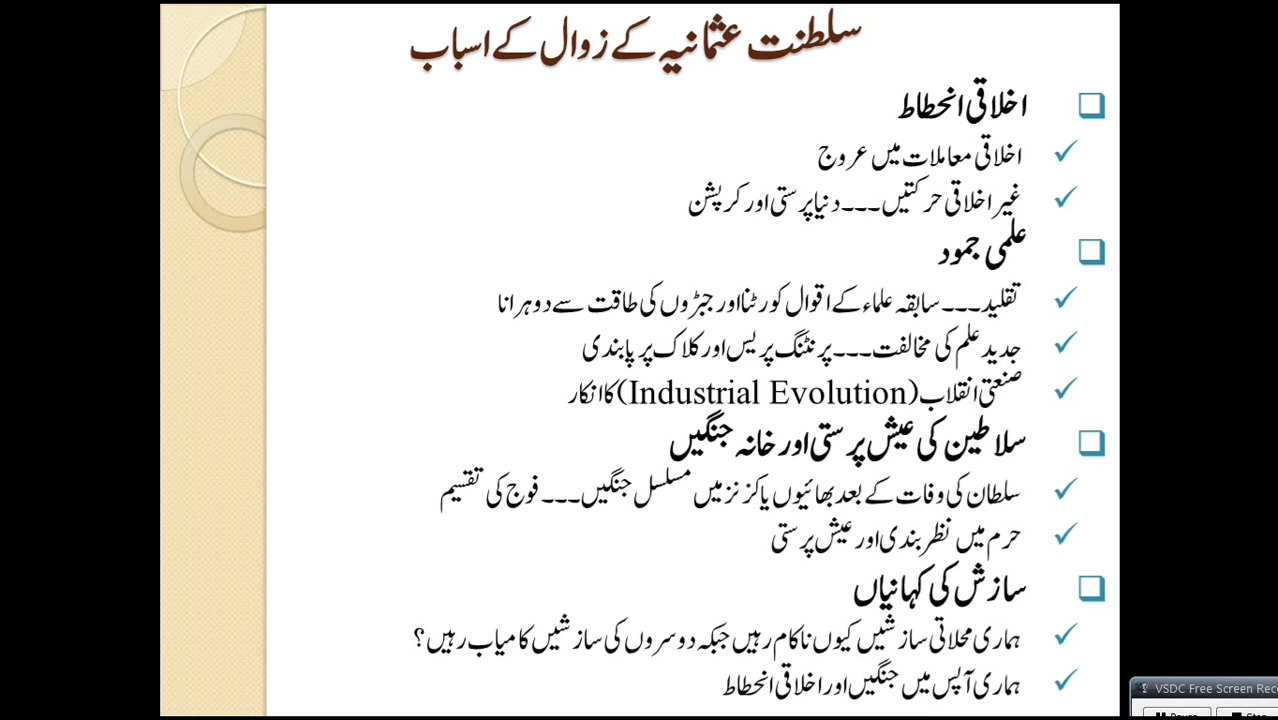 سلطنت عثمانیہ کے زوال کے اسباب
اخلاقی انحطاط
اخلاقی معاملات میں عروج
غیر اخلاقی حرکتیں۔۔۔ دنیا پرستی اور کرپشن
علمی جمود
تقلید۔۔۔ سابقہ علماء کے اقوال کو رٹنا اور جبڑوں کی طاقت سے دوہرانا
جدید علم کی مخالفت۔۔۔ پرنٹنگ پریس اور کلاک پر پابندی
صنعتی انقلاب (Industrial Evolution) کا انکار
سلاطین کی عیش پرستی اور خانہ جنگیں
سلطان کی وفات کے بعد بھائیوں یا کزنز میں مسلسل جنگیں۔۔۔ فوج کی تقسیم
حرم میں نظر بندی اور عیش پرستی
سازش کی کہانیاں
ہماری محلاتی سازشیں کیوں ناکام رہیں جبکہ دوسروں کی سازشیں کامیاب رہیں؟
ہماری آپس میں جنگیں اور اخلاقی انحطاط
VSDC Free Screen Rec